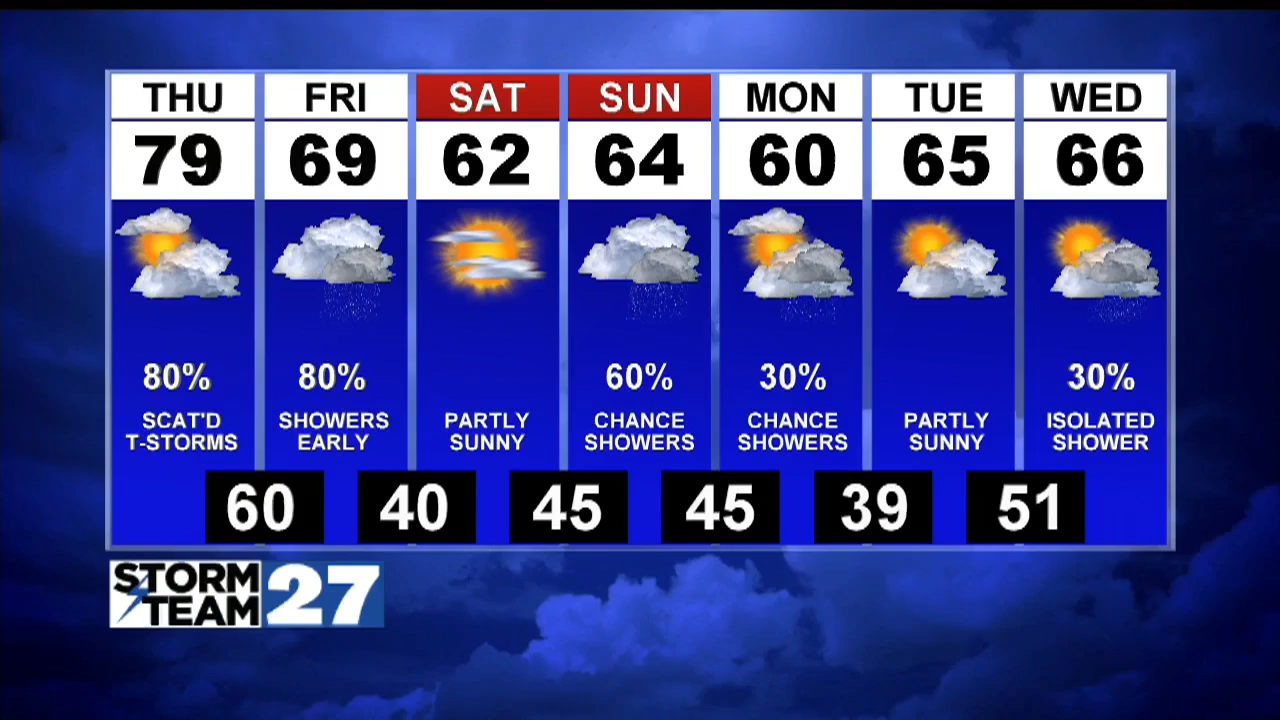 THU FRI SAT SUN MON TUE WED
79 69 62 64 60 65 66
80% 80% 60% 30% 30%
SCAT'D SHOWERS PARTLY CHANCE CHANCE PARTLY ISOLATED
T-STORMS EARLY SUNNY SHOWERS SHOWERS SUNNY SHOWER
60 40 45 45 39 51
STORM
TEAM
27